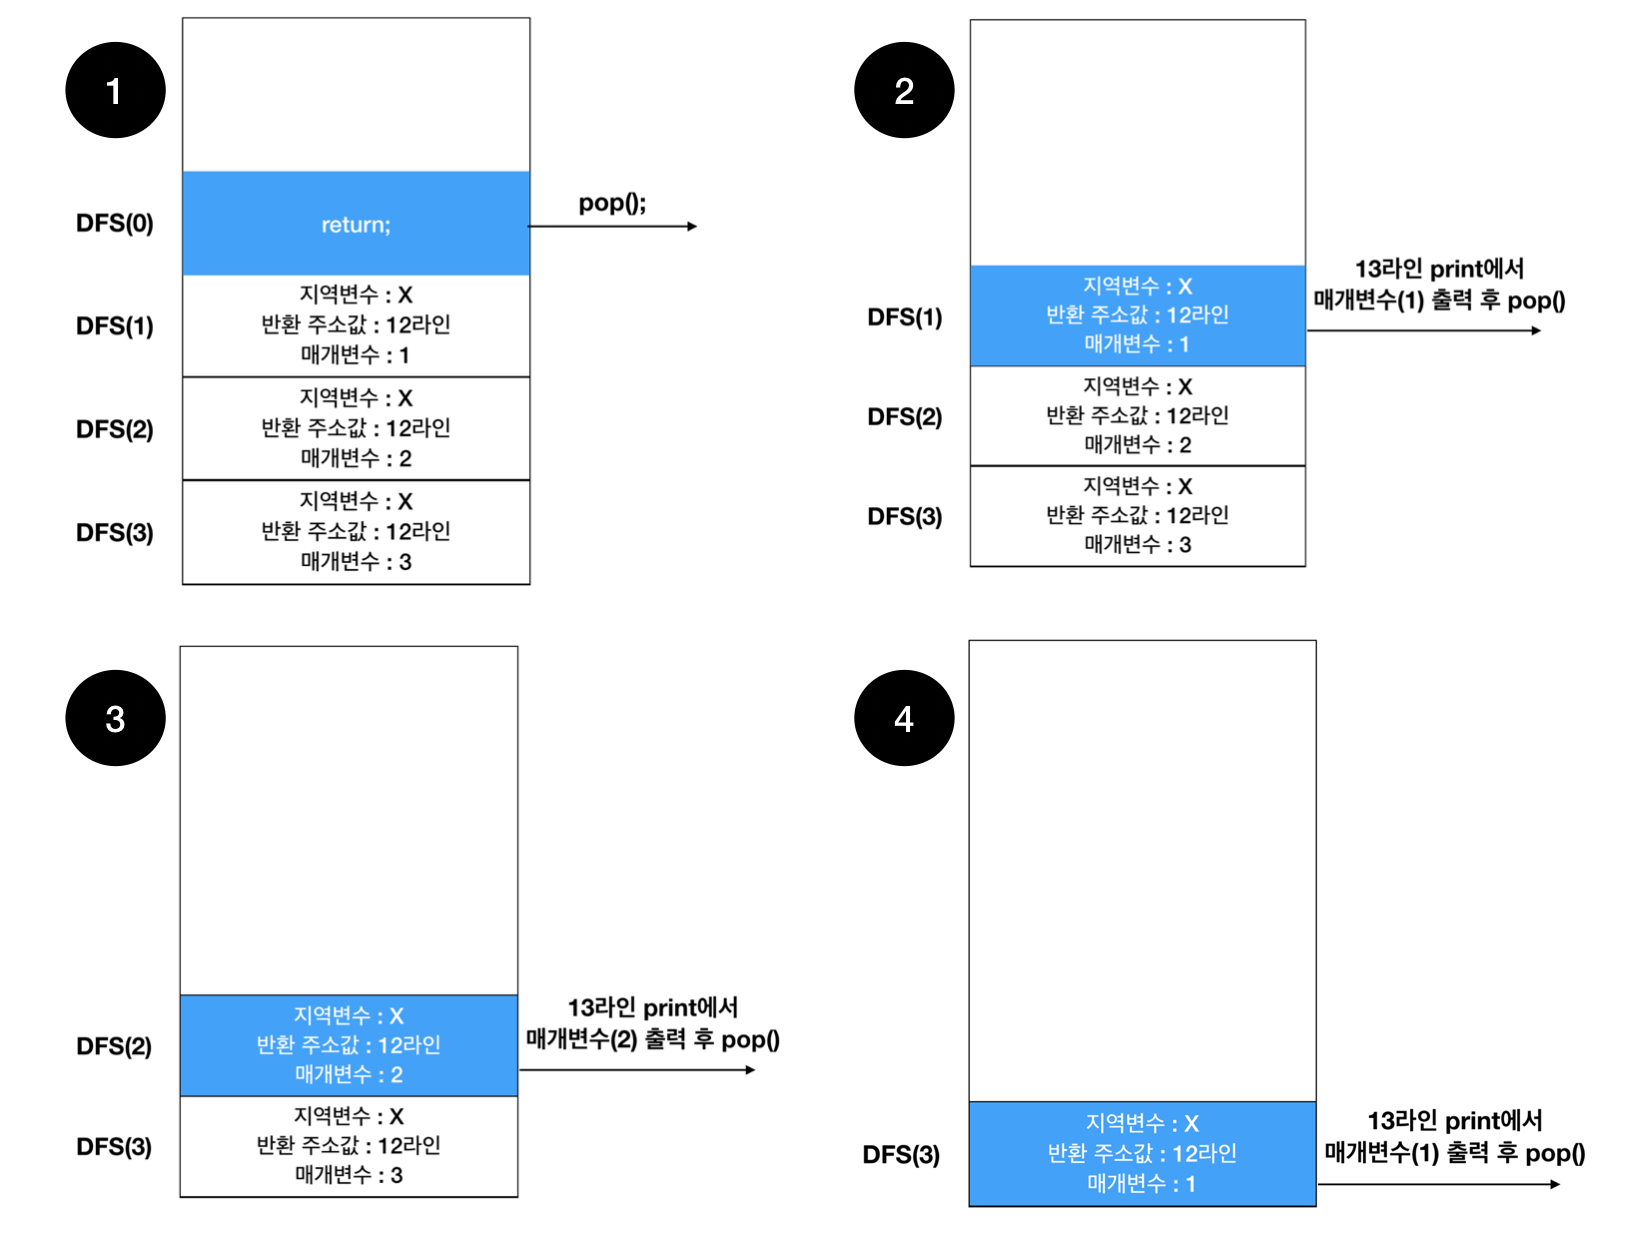 1
DFS(0)
return;
pop();
DFS(1)
지역변수 : X
반환 주소값 : 12라인
매개변수 : 1
DFS(2)
지역변수 : X
반환 주소값 : 12라인
매개변수 : 2
DFS(3)
지역변수 : X
반환 주소값 : 12라인
매개변수 : 3
2
DFS(1)
지역변수 : X
반환 주소값 : 12라인
매개변수 : 1
13라인 print에서
매개변수(1) 출력 후 pop()
DFS(2)
지역변수 : X
반환 주소값 : 12라인
매개변수 : 2
DFS(3)
지역변수 : X
반환 주소값 : 12라인
매개변수 : 3
3
DFS(2)
지역변수 : X
반환 주소값 : 12라인
매개변수 : 2
13라인 print에서
매개변수(2) 출력 후 pop()
DFS(3)
지역변수 : X
반환 주소값 : 12라인
매개변수 : 3
4
DFS(3)
지역변수 : X
반환 주소값 : 12라인
매개변수 : 1
13라인 print에서
매개변수(1) 출력 후 pop()